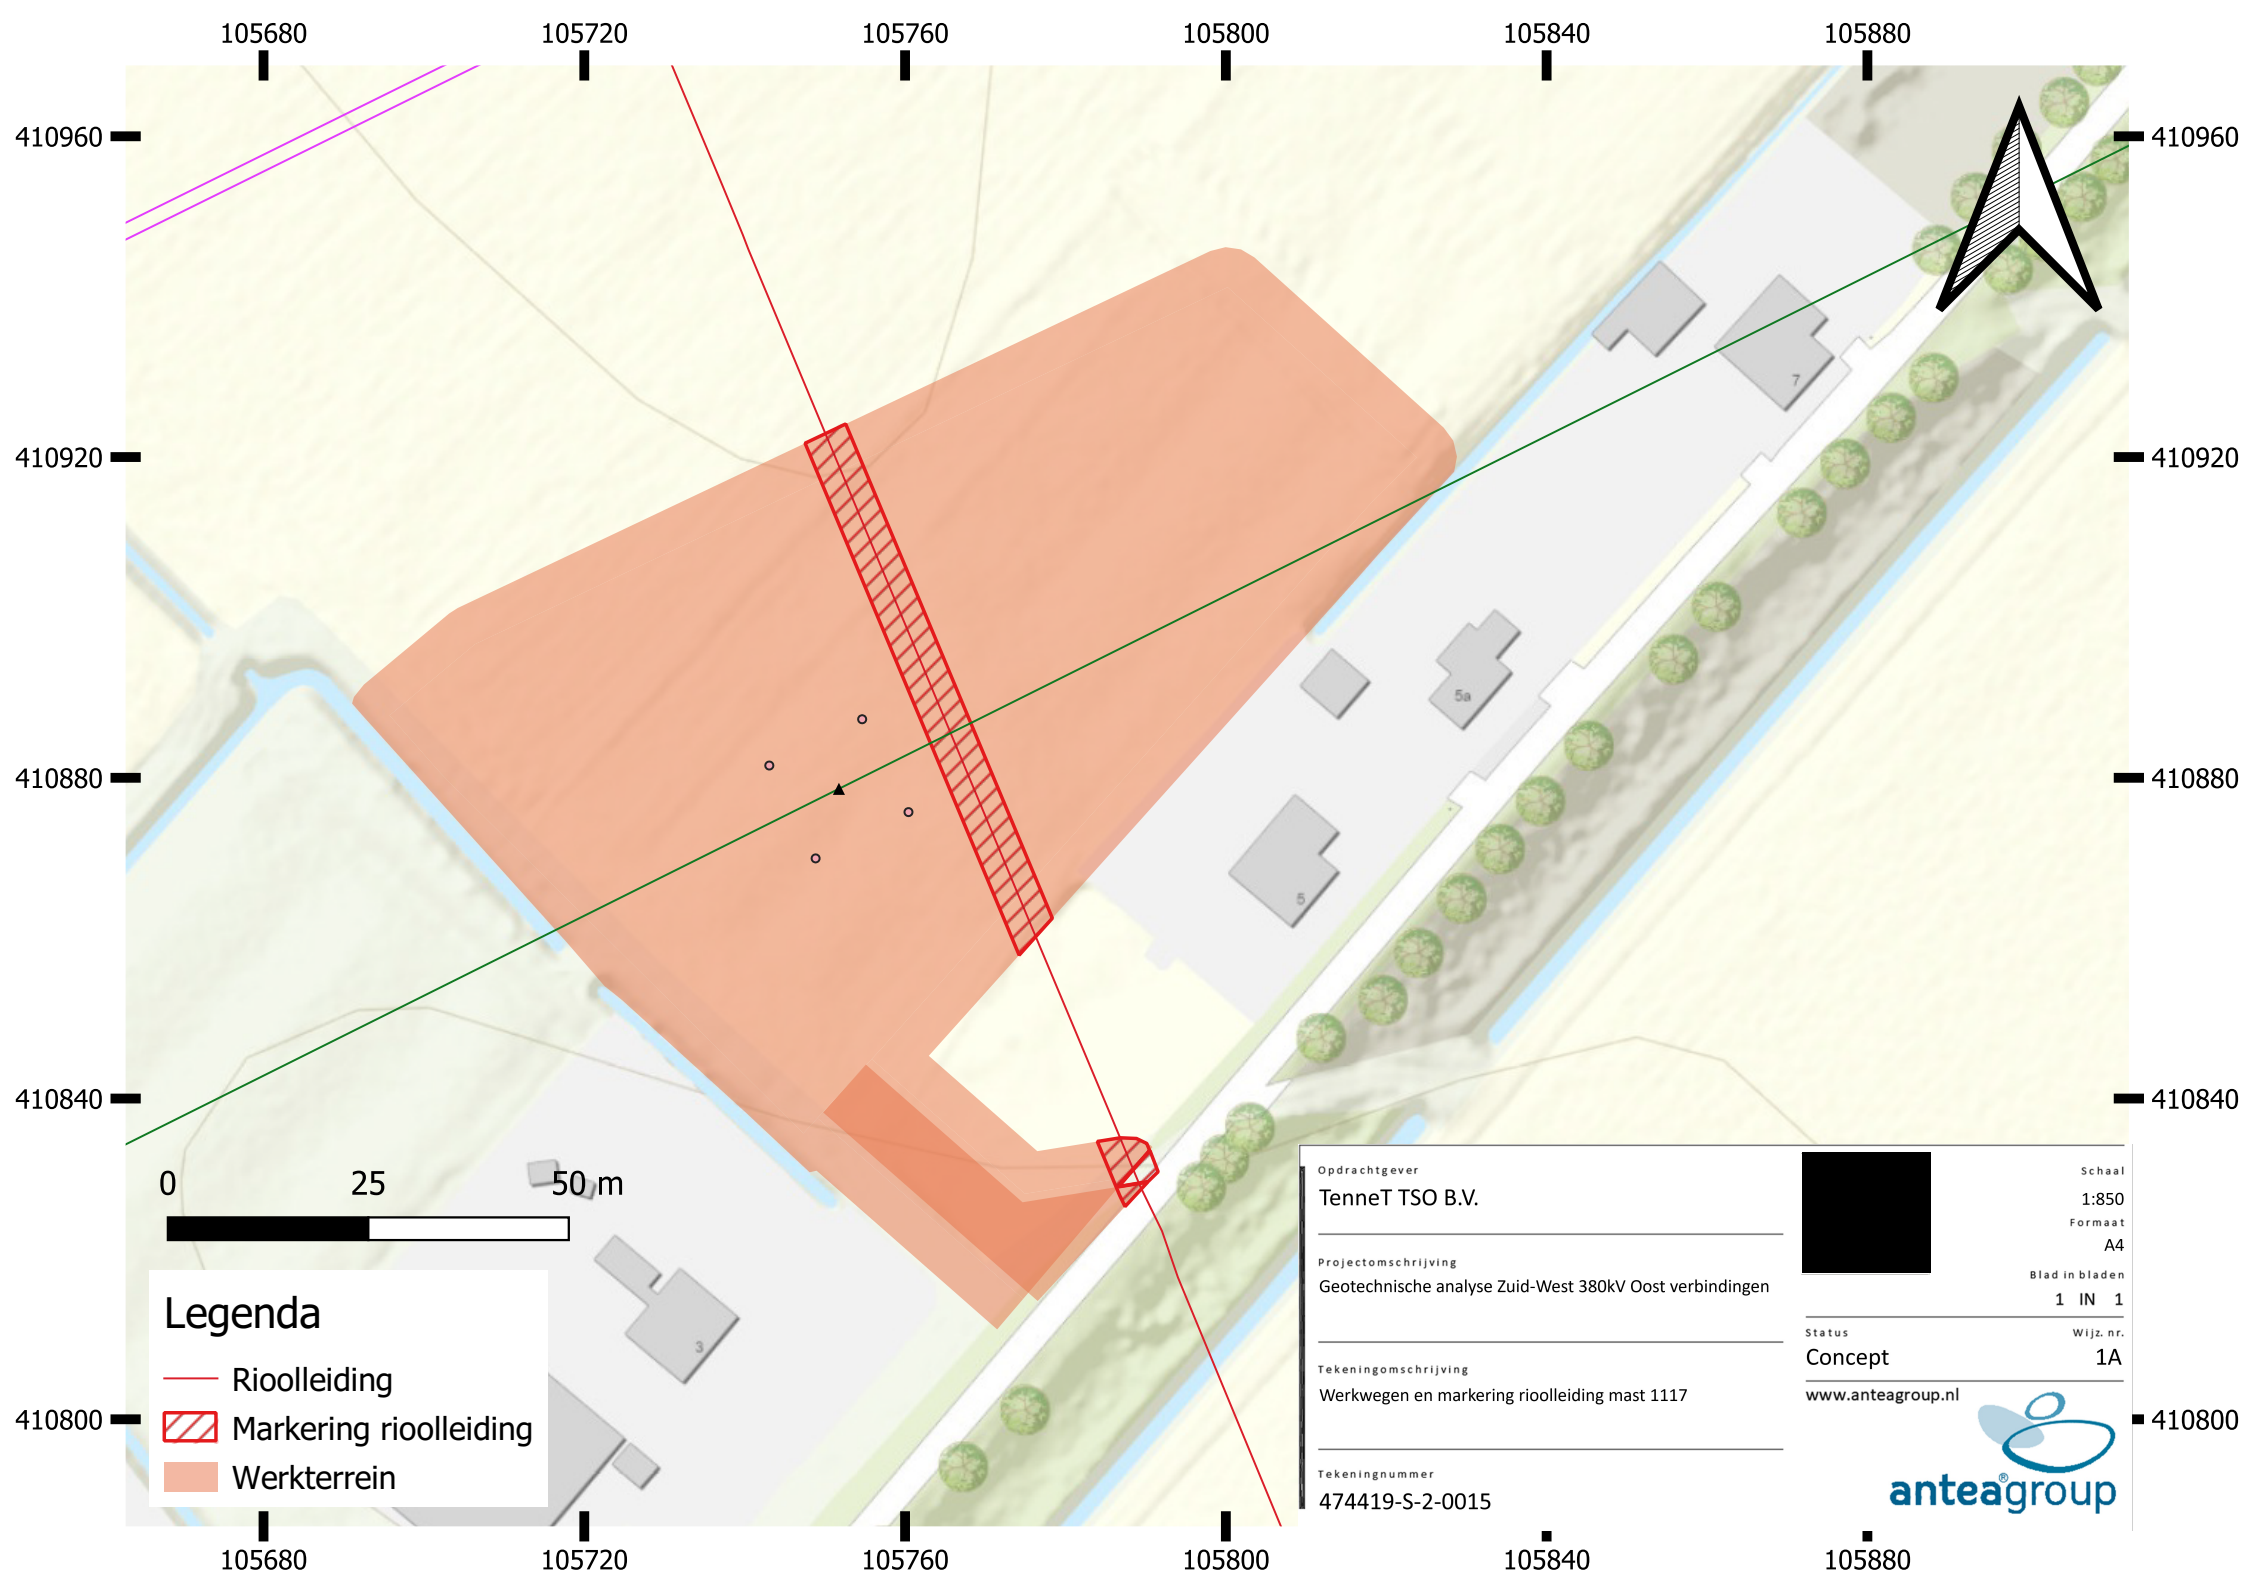 105680 105720 105760 105800 105840 105880
410960 410960
410920 410920
410880 410880
410840 410840
410800 410800
7
5a
5
3
0 25 50 m
Legenda
Rioolleiding
Markering rioolleiding
Werkterrein
Opdrachtgever
TenneT TSO B.V.
Projectomschrijving
Geotechnische analyse Zuid-West 380kV Oost verbindingen
Tekeningomschrijving
Werkwegen en markering rioolleiding mast 1117
Tekeningnummer
474419-S-2-0015
Schaal
1:850
Formaat
A4
Blad in bladen
1 IN 1
Status Wijz. nr.
Concept 1A
www.anteagroup.nl
antea®group
105680 105720 105760 105800 105840 105880